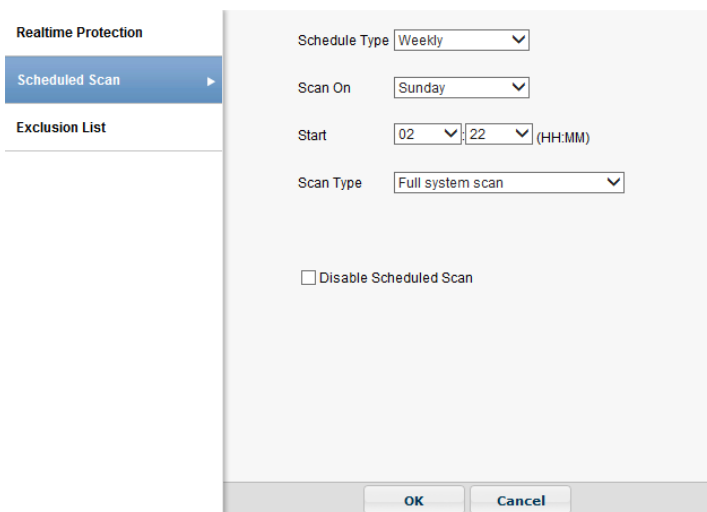 Realtime Protection
Scheduled Scan
Exclusion List
Schedule Type Weekly
Scan On Sunday
Start 02 : 22 (HH:MM)
Scan Type Full system scan
Disable Scheduled Scan
OK Cancel